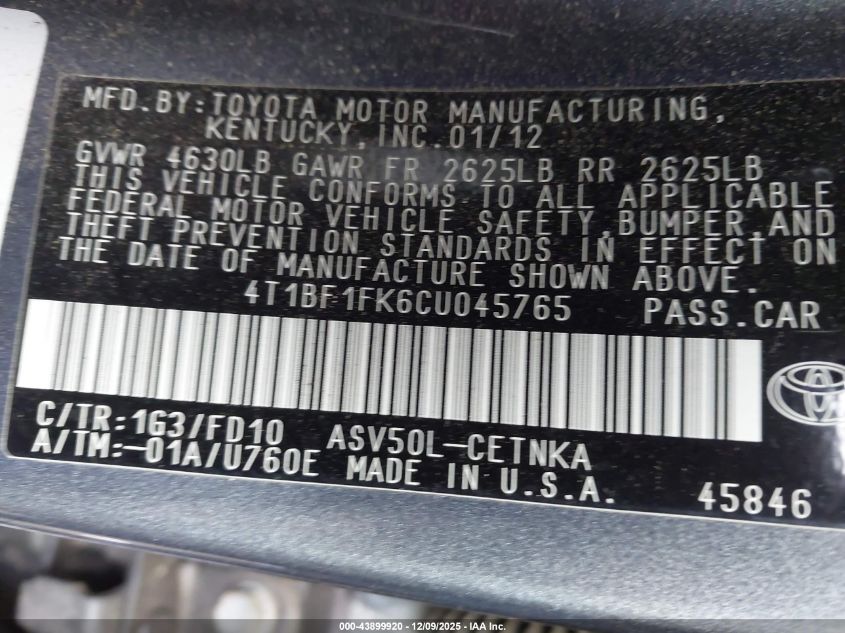 MFD.BY:TOYOTA MOTOR MANUFACTURING,
KENTUCKY,INC.01/12
GVWR 4630LB GAWR FR 2625LB RR 2625LB
THIS VEHICLE CONFORMS TO ALL APPLICABLE
FEDERAL MOTOR VEHICLE SAFETY,BUMPER,AND
THEFT PREVENTION STANDARDS IN EFFECT ON
THE DATE OF MANUFACTURE SHOWN ABOVE.
4T1BF1FK6CU045765 PASS.CAR
C/TR:1G3/FD10 ASV50L-CETNKA
A/TM:-01A/U760E MADE IN U.S.A.
45846
000-43899920 - 12/09/2025 - IAA, Inc.